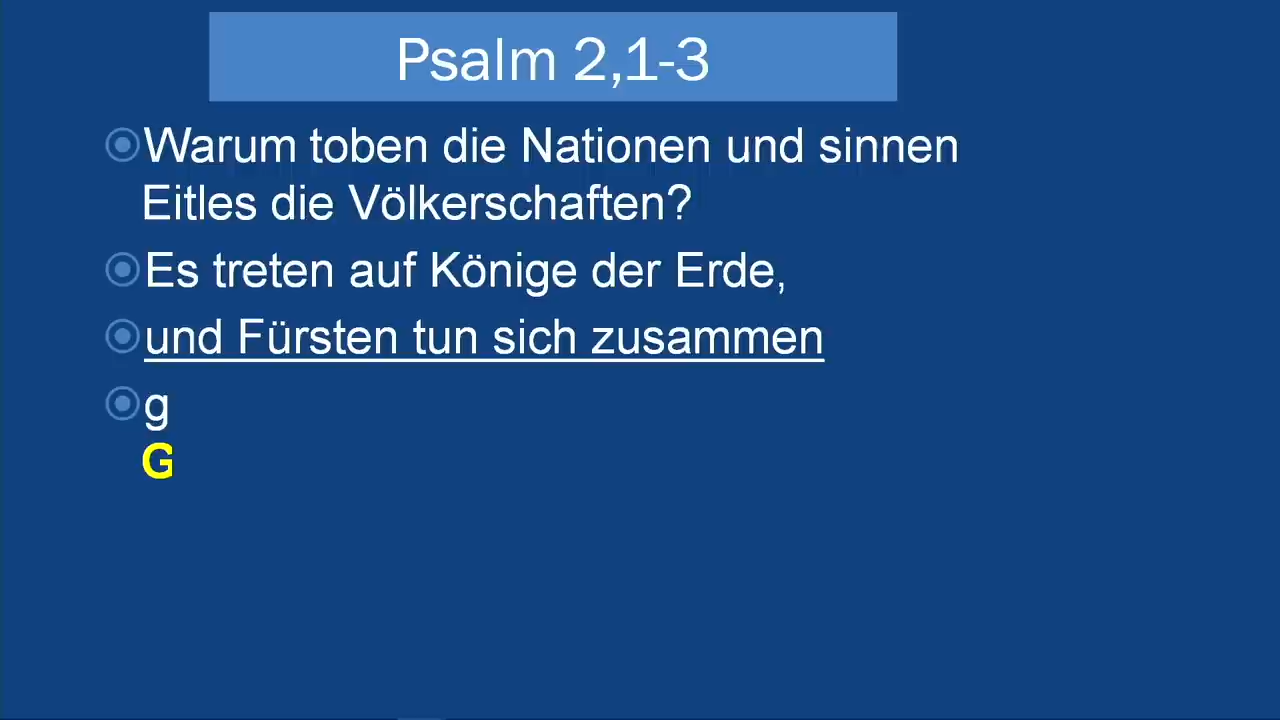 Psalm 2,1-3
Warum toben die Nationen und sinnen
Eitles die Völkerschaften?
Es treten auf Könige der Erde,
und Fürsten tun sich zusammen
g
G